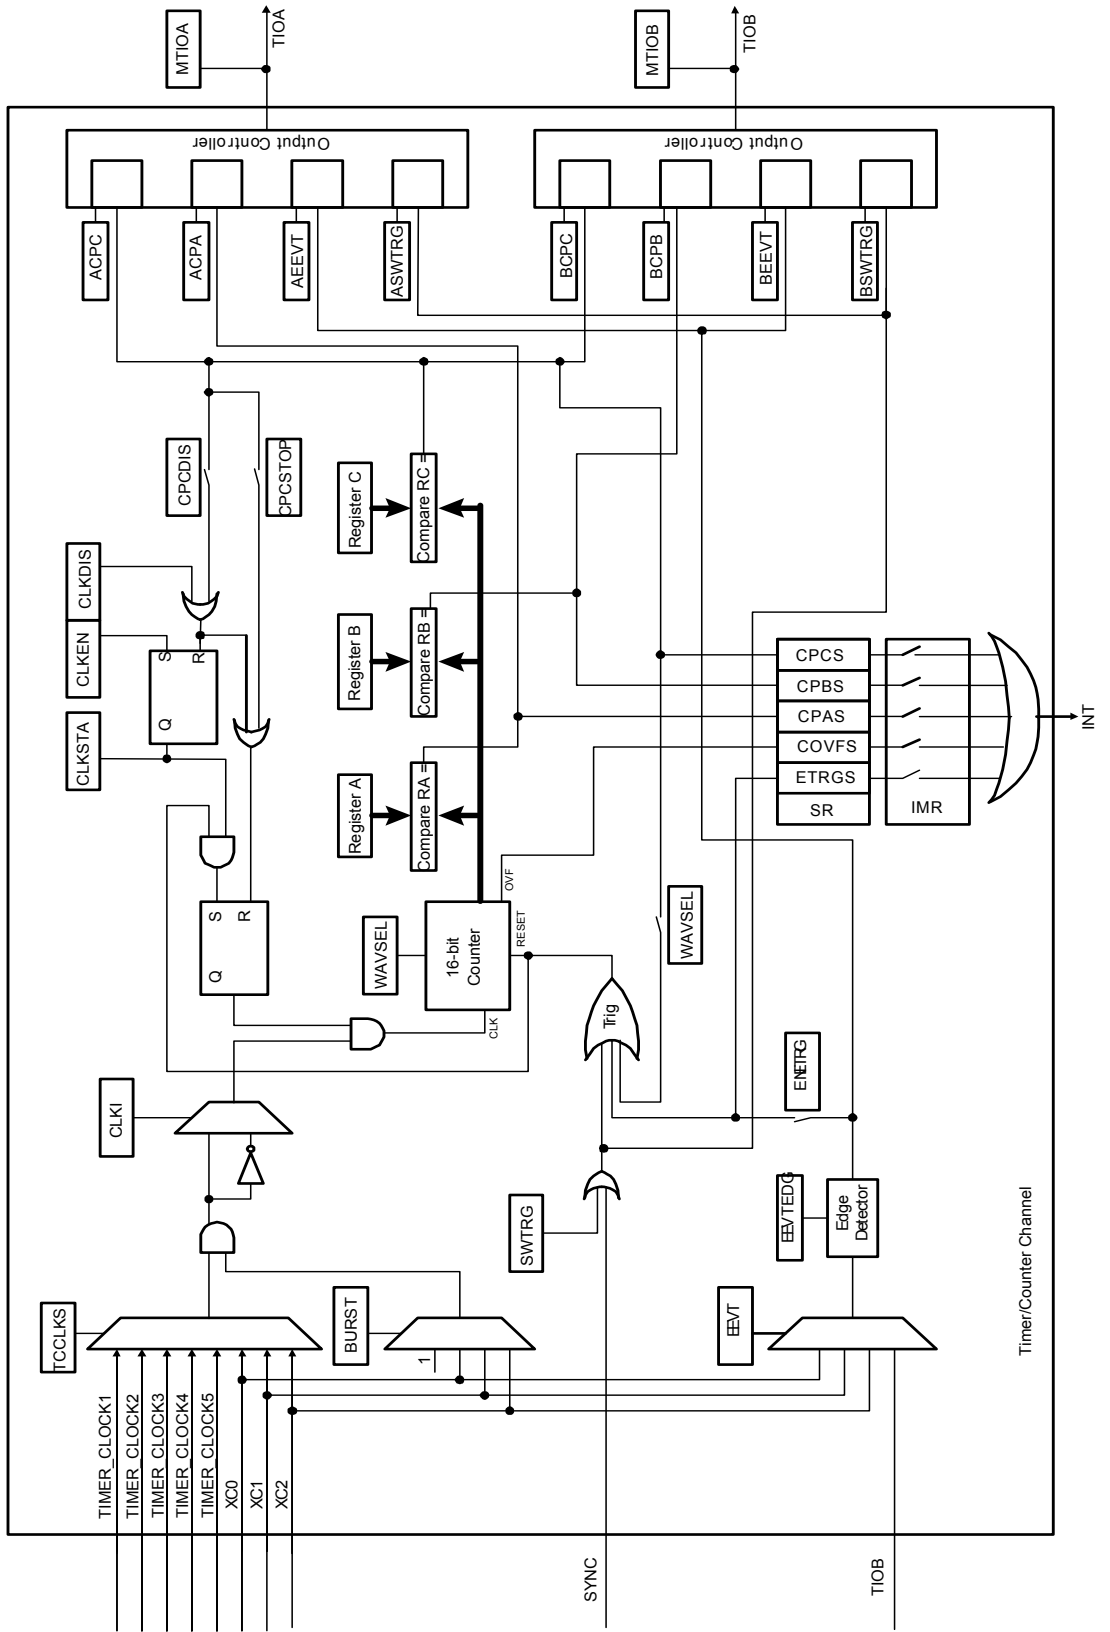 TCCLKS
TIMER_CLOCK1
TIMER_CLOCK2
TIMER_CLOCK3
TIMER_CLOCK4
TIMER_CLOCK5
XC0
XC1
XC2
CLKI
CLKSTA
CLKEN
CLKDIS
Q
S
R
Q
S
R
CPCDIS
CPCSTOP
ACPC
ACPA
AEEVT
ASWTRG
Output Controller
MTIOA
TIOA
BURST
1
WAVSEL
16-bit
Counter
CLK
RESET
OVF
Register A
Register B
Register C
Compare RA =
Compare RB =
Compare RC =
SWTRG
SYNC
Trig
WAVSEL
BCPC
BCPB
BEEVT
BSWTRG
Output Controller
MTIOB
TIOB
EEVT
TIOB
EEVTEDG
Edge
Detector
ENETRG
CPCS
CPBS
CPAS
COVFS
ETRGS
SR
IMR
INT
Timer/Counter Channel